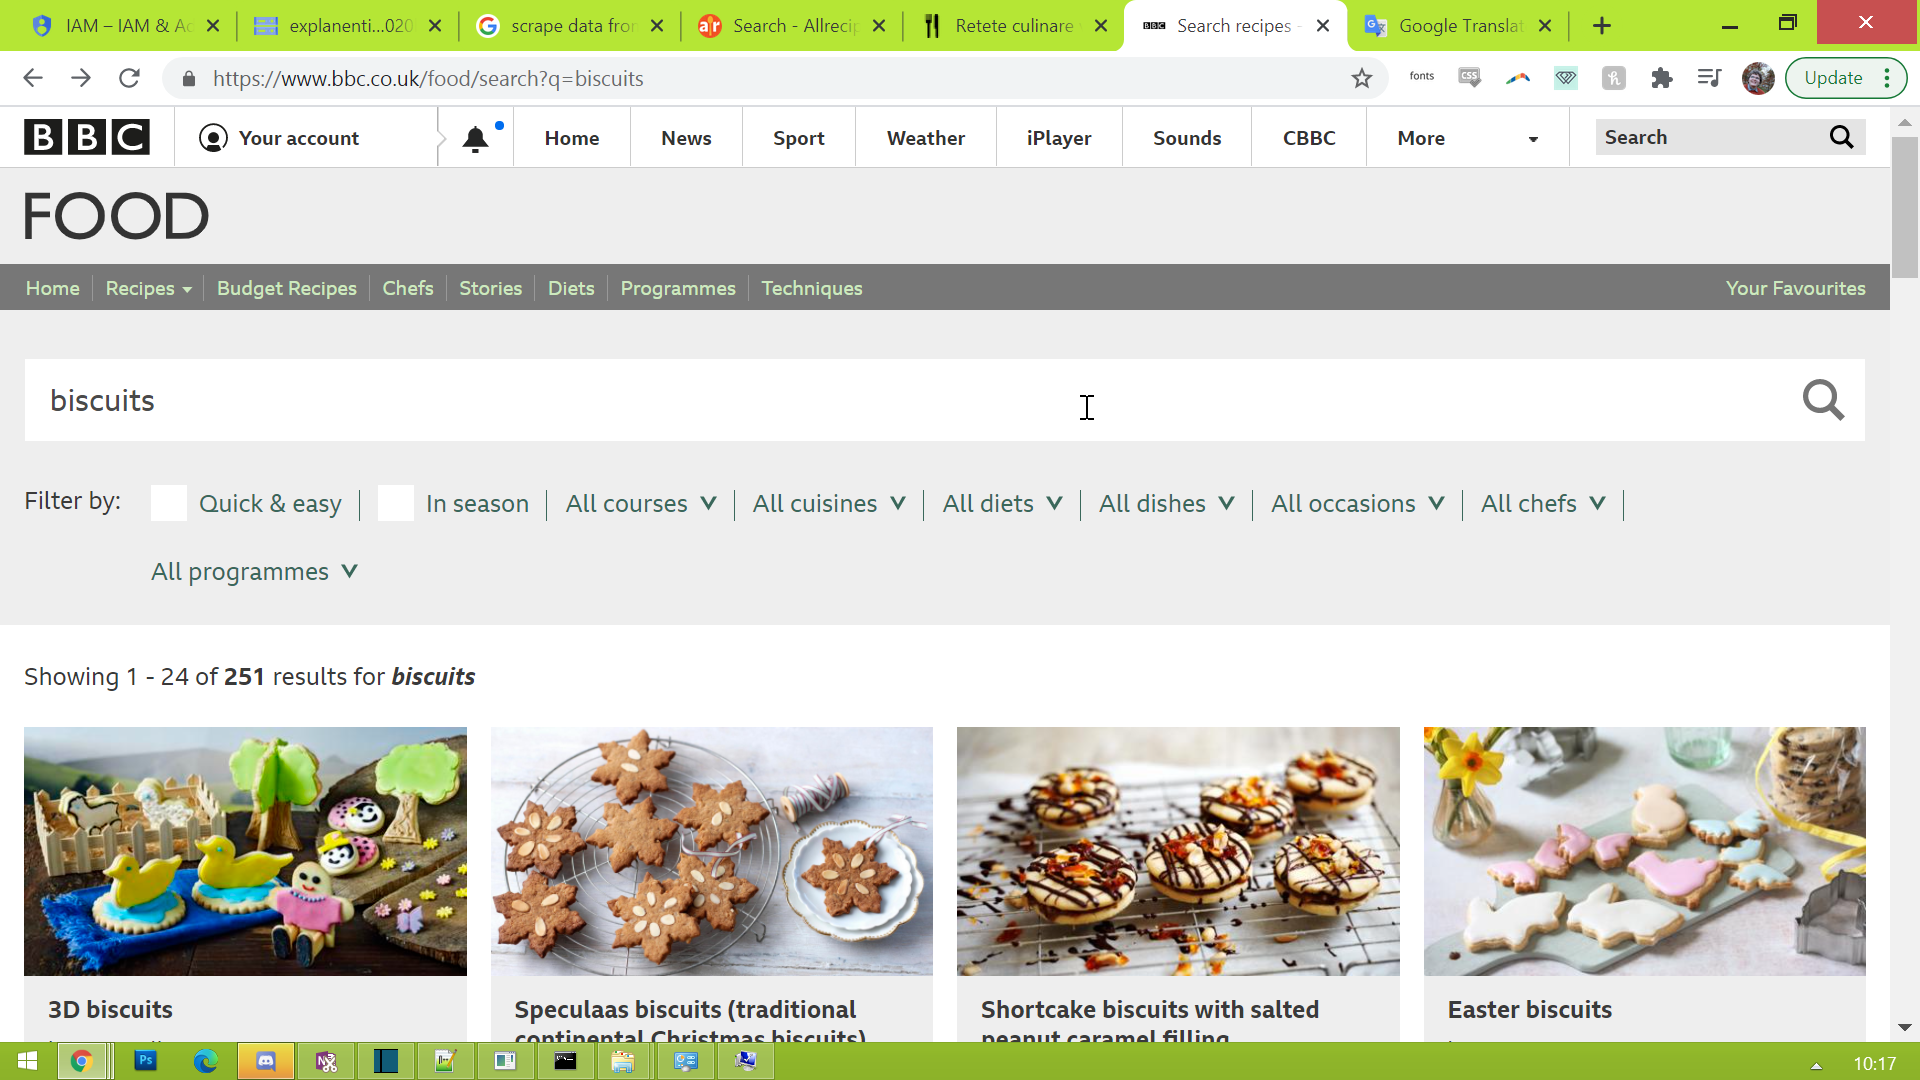 IAM – IAM & Ac
explanenti...020
scrape data from
Search - Allrecip
Retete culinare
BBC
Search recipes -
Google Translat
https://www.bbc.co.uk/food/search?q=biscuits
fonts
CSS
Update
BBC
Your account
Home
News
Sport
Weather
iPlayer
Sounds
CBBC
More
Search
FOOD
Home
Recipes
Budget Recipes
Chefs
Stories
Diets
Programmes
Techniques
Your Favourites
biscuits
Filter by:
Quick & easy
In season
All courses
All cuisines
All diets
All dishes
All occasions
All chefs
All programmes
Showing 1 - 24 of 251 results for biscuits
3D biscuits
Speculaas biscuits (traditional
continental Christmas biscuits)
Shortcake biscuits with salted
peanut caramel filling
Easter biscuits
Ps
10:17